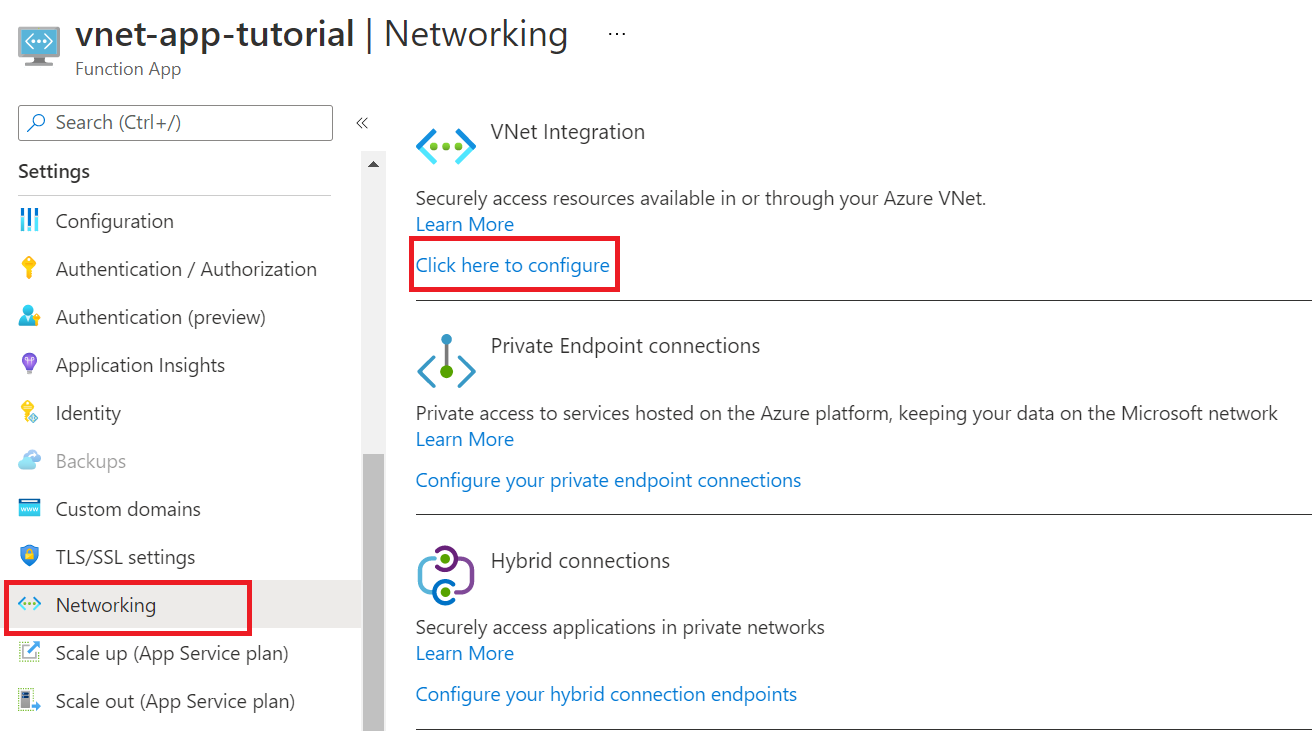 vnet-app-tutorial | Networking ...
Function App
Search (Ctrl+/)
«
Settings
Configuration
Authentication / Authorization
Authentication (preview)
Application Insights
Identity
Backups
www
Custom domains
TLS/SSL settings
Networking
Scale up (App Service plan)
Scale out (App Service plan)
VNet Integration
Securely access resources available in or through your Azure VNet.
Learn More
Click here to configure
Private Endpoint connections
Private access to services hosted on the Azure platform, keeping your data on the Microsoft network
Learn More
Configure your private endpoint connections
Hybrid connections
Securely access applications in private networks
Learn More
Configure your hybrid connection endpoints